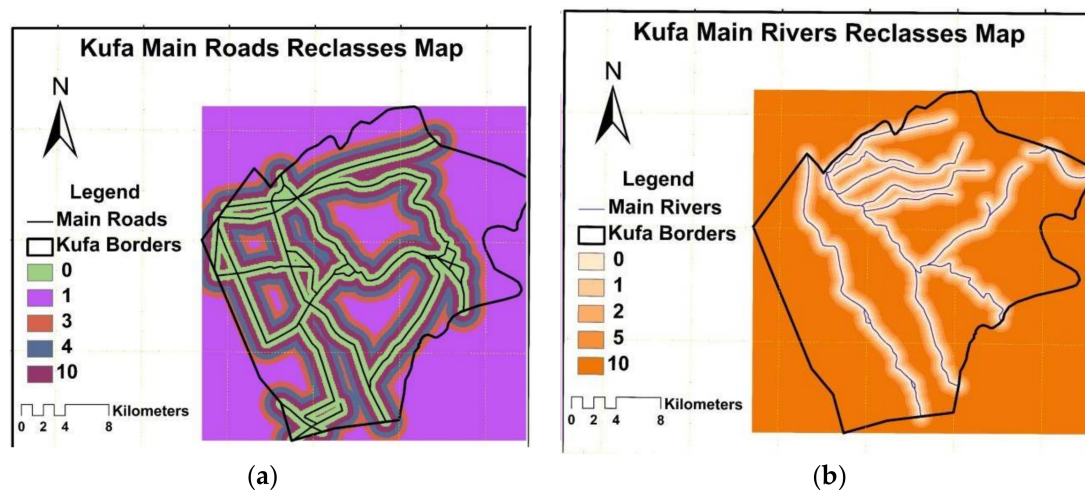 Kufa Main Roads Reclasses Map
N
Legend
Main Roads
Kufa Borders
0
1
3
4
10
Kilometers
0 2 4 8
(a)
Kufa Main Rivers Reclasses Map
N
Legend
Main Rivers
Kufa Borders
0
1
2
5
10
Kilometers
0 2 4 8
(b)